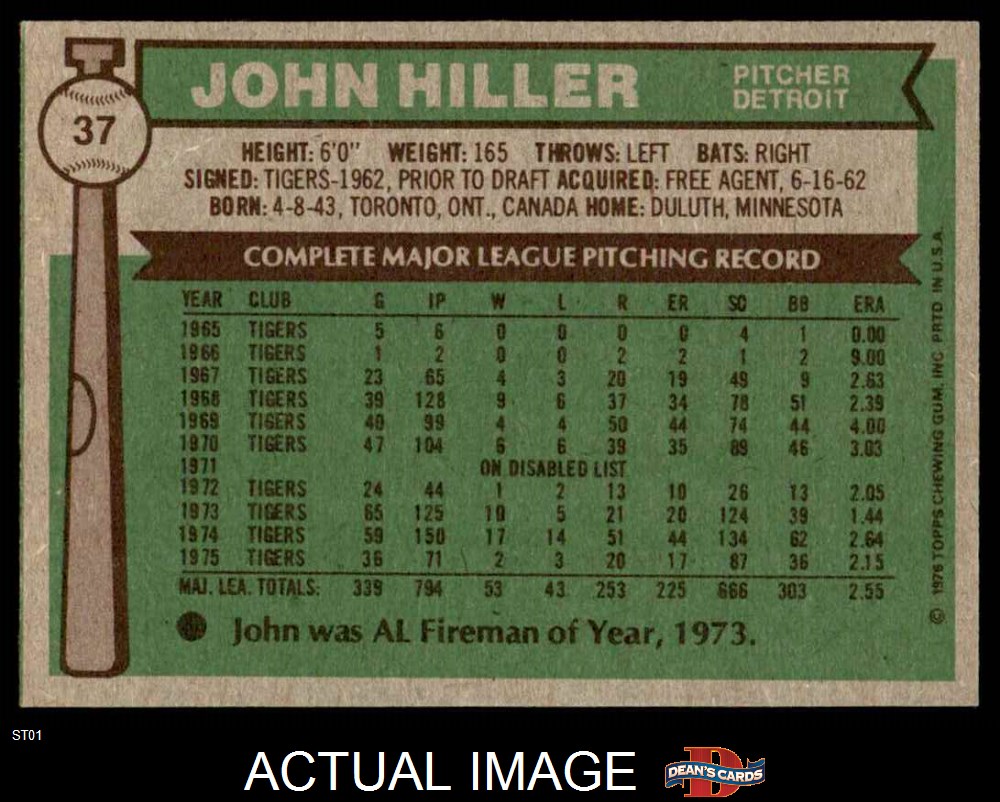 37
JOHN HILLER
PITCHER
DETROIT
HEIGHT: 6'0" WEIGHT: 165 THROWS: LEFT BATS: RIGHT
SIGNED: TIGERS-1962, PRIOR TO DRAFT ACQUIRED: FREE AGENT, 6-16-62
BORN: 4-8-43, TORONTO, ONT., CANADA HOME: DULUTH, MINNESOTA
COMPLETE MAJOR LEAGUE PITCHING RECORD
YEAR CLUB G IP W L R ER SO BB ERA
1965 TIGERS 5 6 0 0 0 0 4 1 0.00
1966 TIGERS 1 2 0 0 2 2 1 2 9.00
1967 TIGERS 23 65 4 3 20 19 49 9 2.63
1968 TIGERS 39 128 9 6 37 34 78 51 2.39
1969 TIGERS 40 99 4 4 50 44 74 44 4.00
1970 TIGERS 47 104 6 6 39 35 89 46 3.03
1971 ON DISABLED LIST
1972 TIGERS 24 44 1 2 13 10 26 13 2.05
1973 TIGERS 65 125 10 5 21 20 124 39 1.44
1974 TIGERS 59 150 17 14 51 44 134 62 2.64
1975 TIGERS 36 71 2 3 20 17 87 36 2.15
MAJ. LEA. TOTALS: 339 794 53 43 253 225 666 303 2.55
John was AL Fireman of Year, 1973.
© 1976 TOPPS CHEWING GUM, INC. PRTD IN U.S.A.
ST01
ACTUAL IMAGE
DEAN'S CARDS